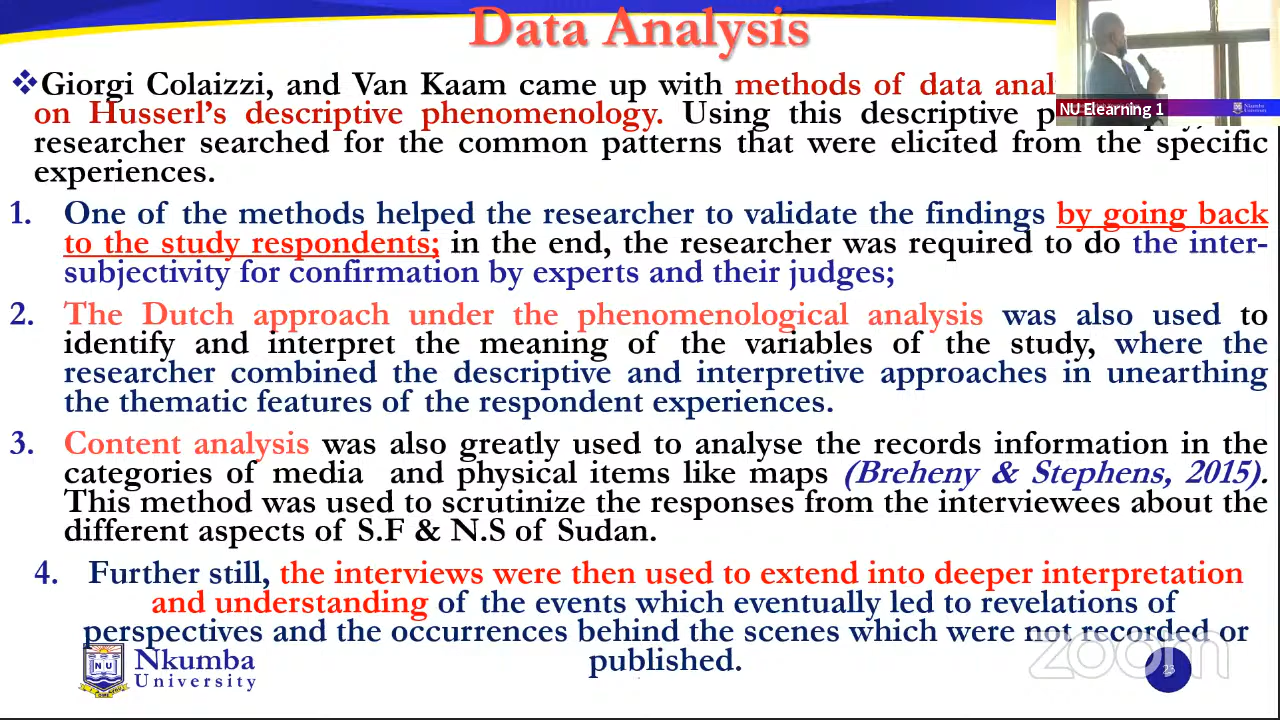 Data Analysis
❖Giorgi Colaizzi, and Van Kaam came up with methods of data
on Husserl's descriptive phenomenology. Using this descriptive
researcher searched for the common patterns that were elicited from the specific
experiences.
1. One of the methods helped the researcher to validate the findings by going back
to the study respondents; in the end, the researcher was required to do the inter-
subjectivity for confirmation by experts and their judges;
2. The Dutch approach under the phenomenological analysis was also used to
identify and interpret the meaning of the variables of the study, where the
researcher combined the descriptive and interpretive approaches in unearthing
the thematic features of the respondent experiences.
3. Content analysis was also greatly used to analyse the records information in the
categories of media and physical items like maps (Breheny & Stephens, 2015).
This method was used to scrutinize the responses from the interviewees about the
different aspects of S.F & N.S of Sudan.
4. Further still, the interviews were then used to extend into deeper interpretation
and understanding of the events which eventually led to revelations of
perspectives and the occurrences behind the scenes which were not recorded or
published.
NU Elearning 1
Nkumba
University
NU
zoom
23